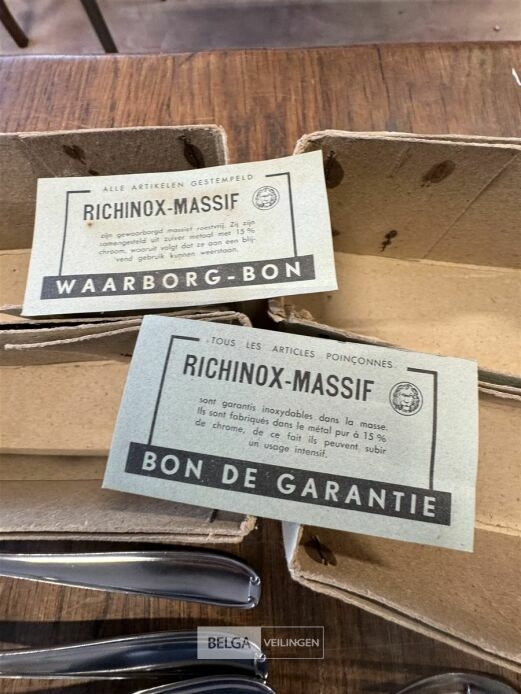 ALLE ARTIKELEN GESTEMPELD
RICHINOX-MASSIF
zijn gewaarborgd massief roestvrij. Zij zijn
samengesteld uit zuiver metaal met 15 %
chroom, waaruit volgt dat ze aan een blij-
vend gebruik kunnen weerstaan.
WAARBORG-BON
TOUS LES ARTICLES POINÇONNÉS
RICHINOX-MASSIF
sont garantis inoxydables dans la masse.
Ils sont fabriqués dans le métal pur à 15 %
de chrome, de ce fait ils peuvent subir
un usage intensif.
BON DE GARANTIE
BELGA VEILINGEN